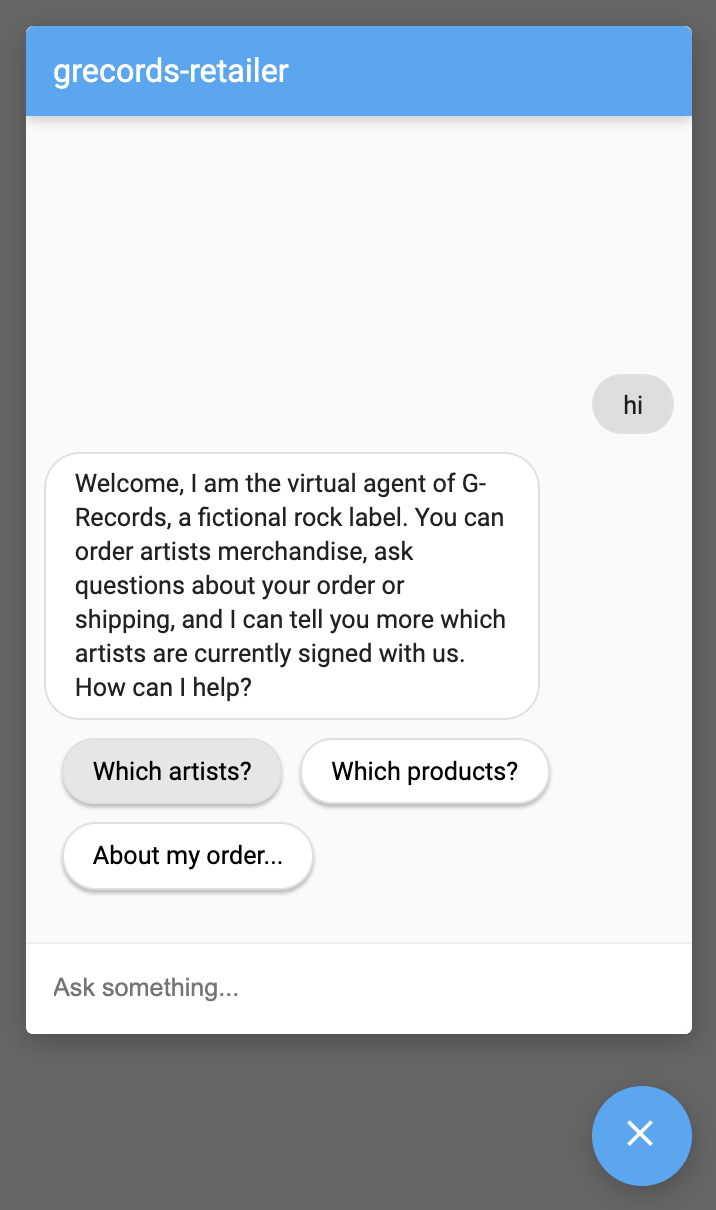 grecords-retailer
hi
Welcome, I am the virtual agent of G-
Records, a fictional rock label. You can
order artists merchandise, ask
questions about your order or
shipping, and I can tell you more which
artists are currently signed with us.
How can I help?
Which artists? Which products?
About my order...
Ask something...